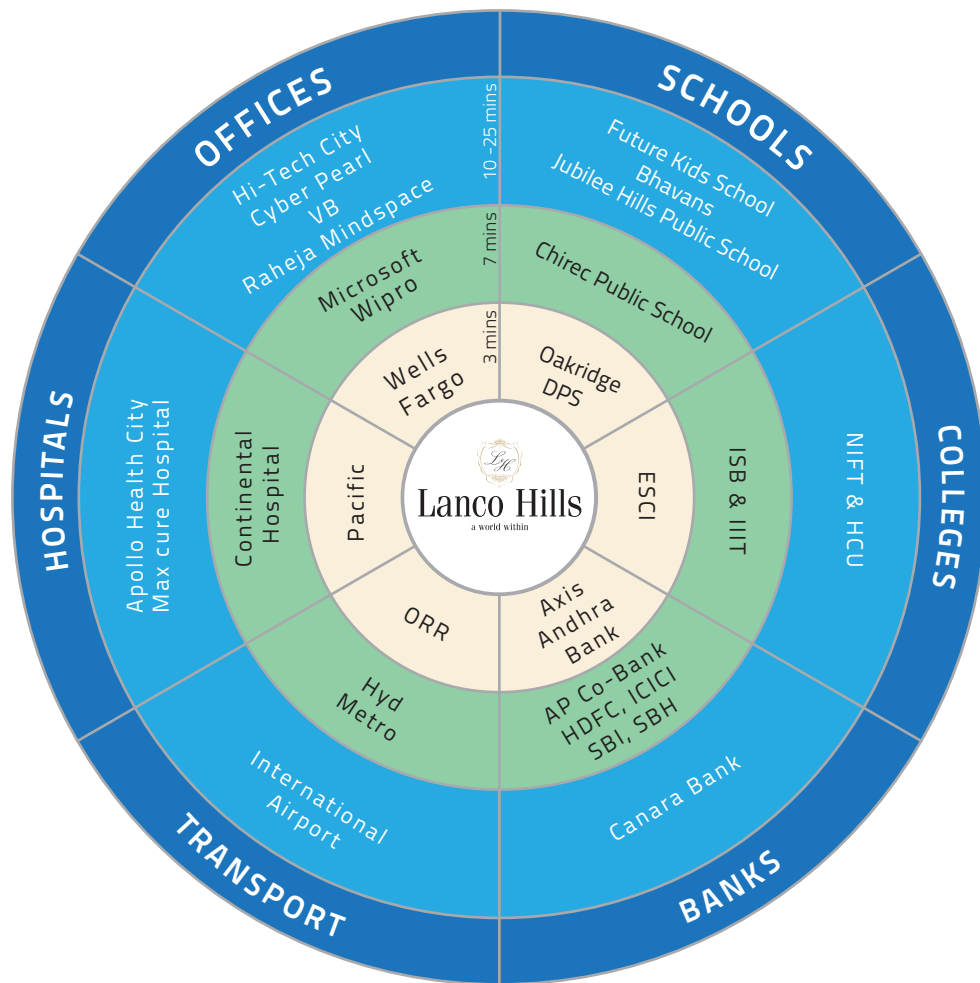 OFFICES
Hi-Tech City
Cyber Pearl
VB
Raheja Mindspace
Microsoft
Wipro
Wells
Fargo
10 -25 mins
7 mins
3 mins
SCHOOLS
Future Kids School
Bhavans
Jubilee Hills Public School
Chirec Public School
Oakridge
DPS
COLLEGES
NIFT & HCU
ISB & IIIT
ESCI
BANKS
Canara Bank
AP Co-Bank
HDFC, ICICI
SBI, SBH
Axis
Andhra
Bank
TRANSPORT
International
Airport
Hyd
Metro
ORR
HOSPITALS
Apollo Health City
Max cure Hospital
Continental
Hospital
Pacific
LH
Lanco Hills
a world within